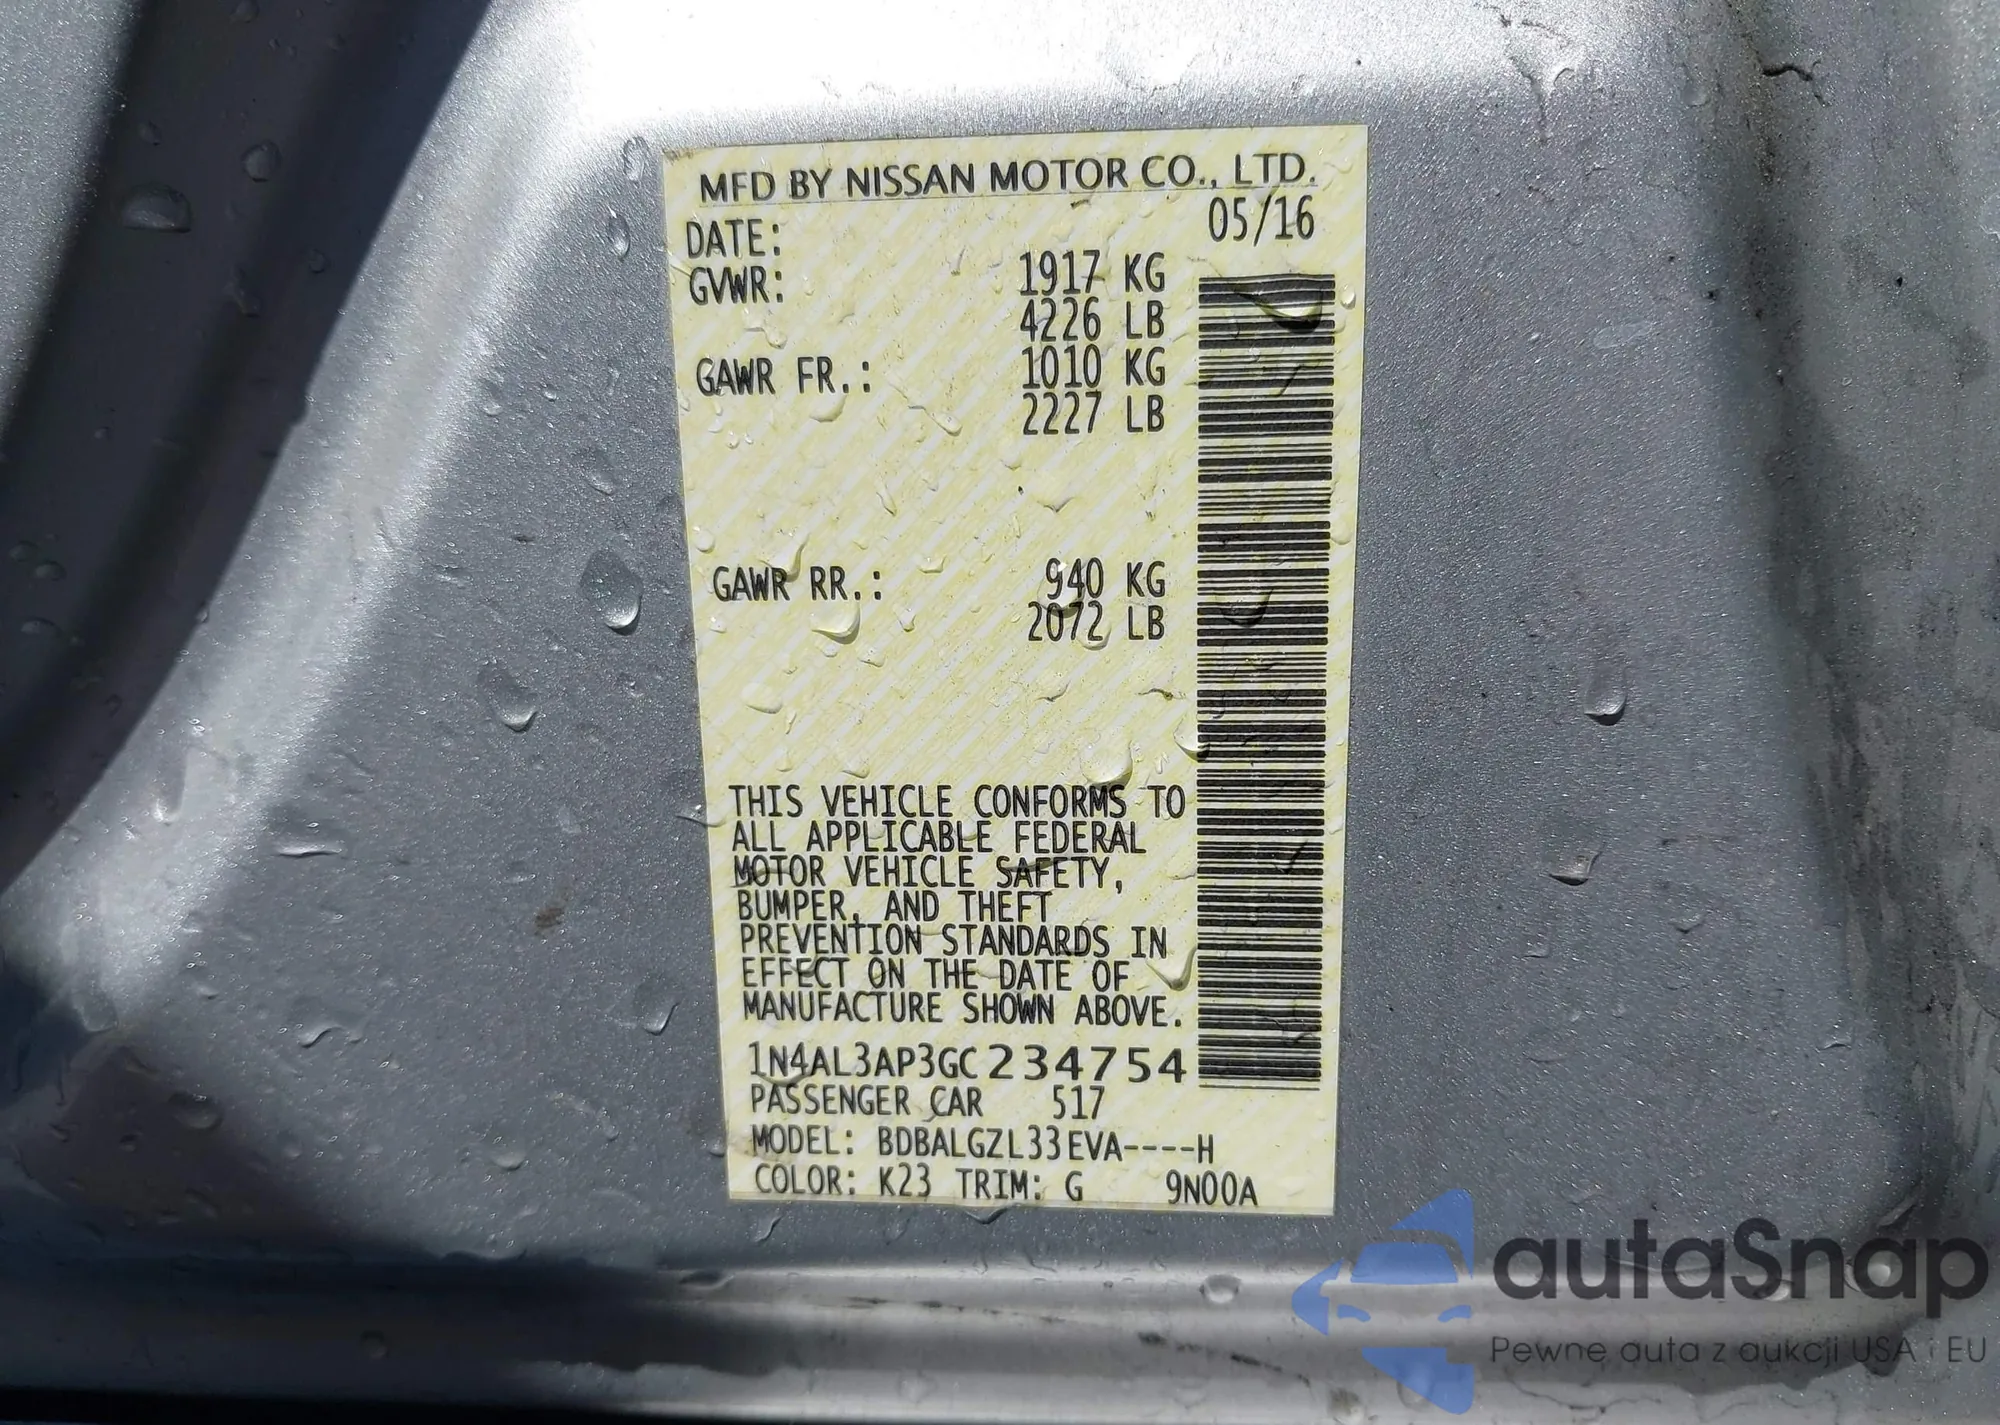 MFD BY NISSAN MOTOR CO., LTD.
DATE: 05/16
GVWR: 1917 KG
4226 LB
GAWR FR.: 1010 KG
2227 LB
GAWR RR.: 940 KG
2072 LB
THIS VEHICLE CONFORMS TO
ALL APPLICABLE FEDERAL
MOTOR VEHICLE SAFETY,
BUMPER, AND THEFT
PREVENTION STANDARDS IN
EFFECT ON THE DATE OF
MANUFACTURE SHOWN ABOVE.
1N4AL3AP3GC234754
PASSENGER CAR 517
MODEL: BDBALGZL33EVA----H
COLOR: K23 TRIM: G 9N00A
autaSnap
Pewne auta z aukcji USA i EU